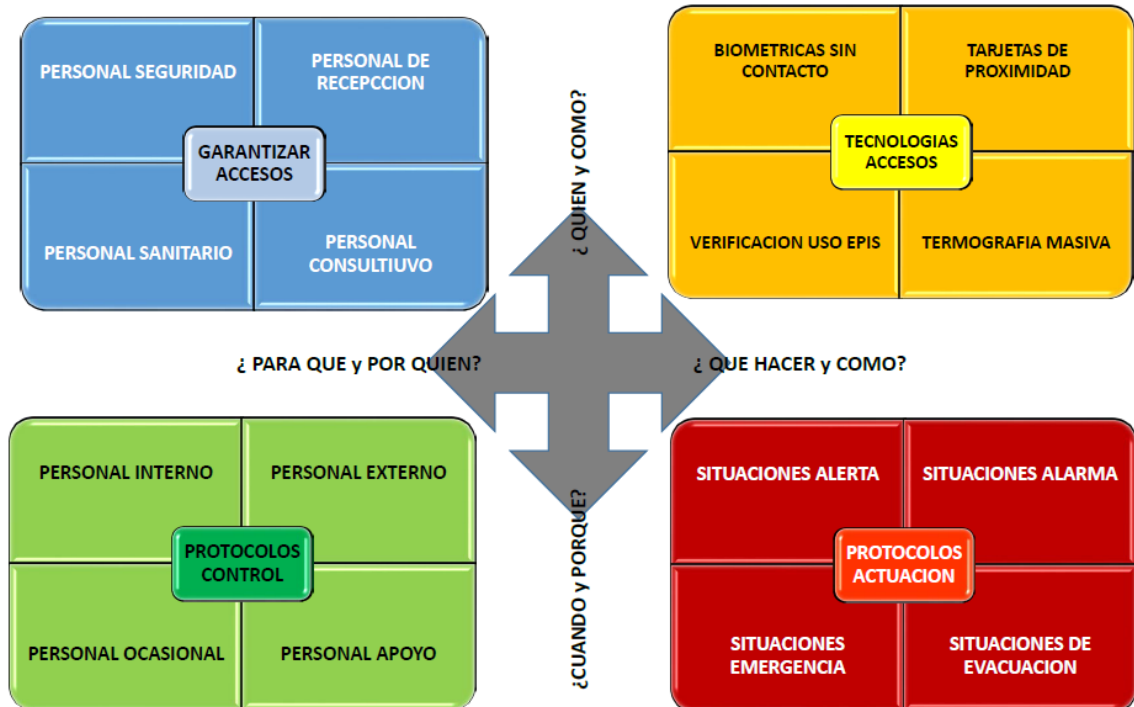 PERSONAL SEGURIDAD
PERSONAL DE
RECEPCCION
GARANTIZAR
ACCESOS
PERSONAL SANITARIO
PERSONAL
CONSULTIUVO
¿ QUIEN y COMO?
BIOMETRICAS SIN
CONTACTO
TARJETAS DE
PROXIMIDAD
TECNOLOGIAS
ACCESOS
VERIFICACION USO EPIS
TERMOGRAFIA MASIVA
¿ PARA QUE y POR QUIEN?
¿ QUE HACER y COMO?
PERSONAL INTERNO
PERSONAL EXTERNO
PROTOCOLOS
CONTROL
PERSONAL OCASIONAL
PERSONAL APOYO
¿CUANDO y PORQUE?
SITUACIONES ALERTA
SITUACIONES ALARMA
PROTOCOLOS
ACTUACION
SITUACIONES
EMERGENCIA
SITUACIONES DE
EVACUACION